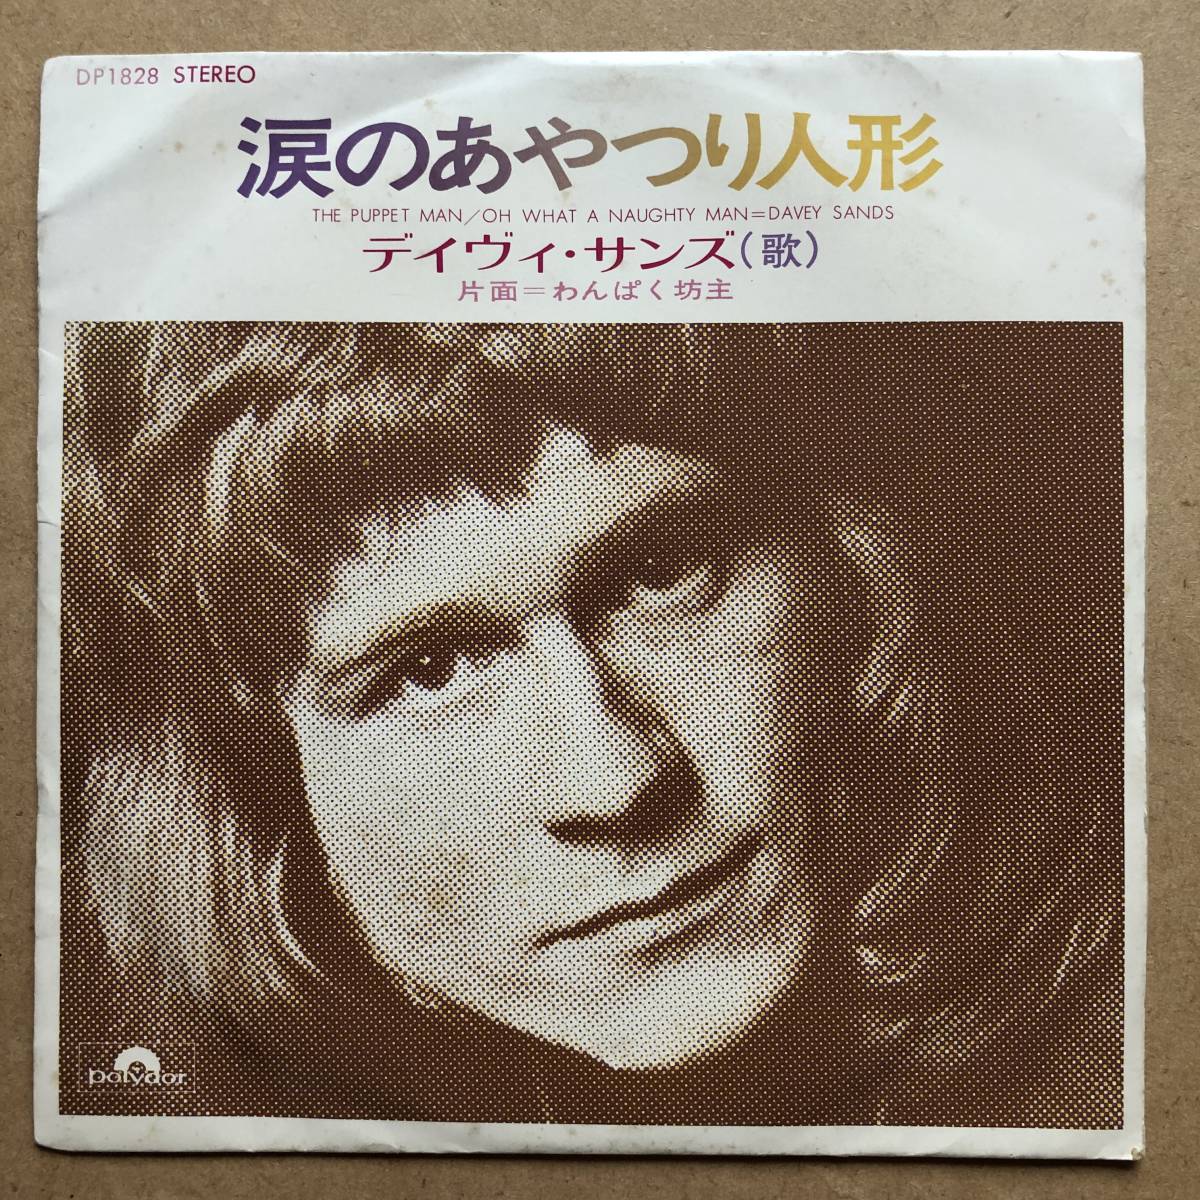 DP1828 STEREO
涙のあやつり人形
THE PUPPET MAN/OH WHAT A NAUGHTY MAN=DAVEY SANDS
デイヴィ・サンズ(歌)
片面=わんぱく坊主
polydor